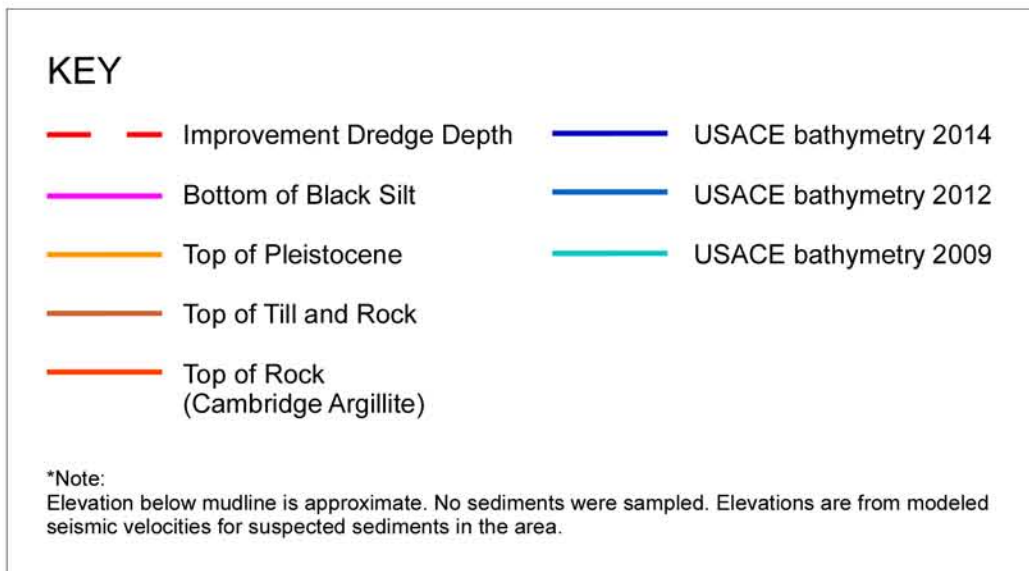 KEY
Improvement Dredge Depth
Bottom of Black Silt
Top of Pleistocene
Top of Till and Rock
Top of Rock
(Cambridge Argillite)
USACE bathymetry 2014
USACE bathymetry 2012
USACE bathymetry 2009
*Note:
Elevation below mudline is approximate. No sediments were sampled. Elevations are from modeled
seismic velocities for suspected sediments in the area.